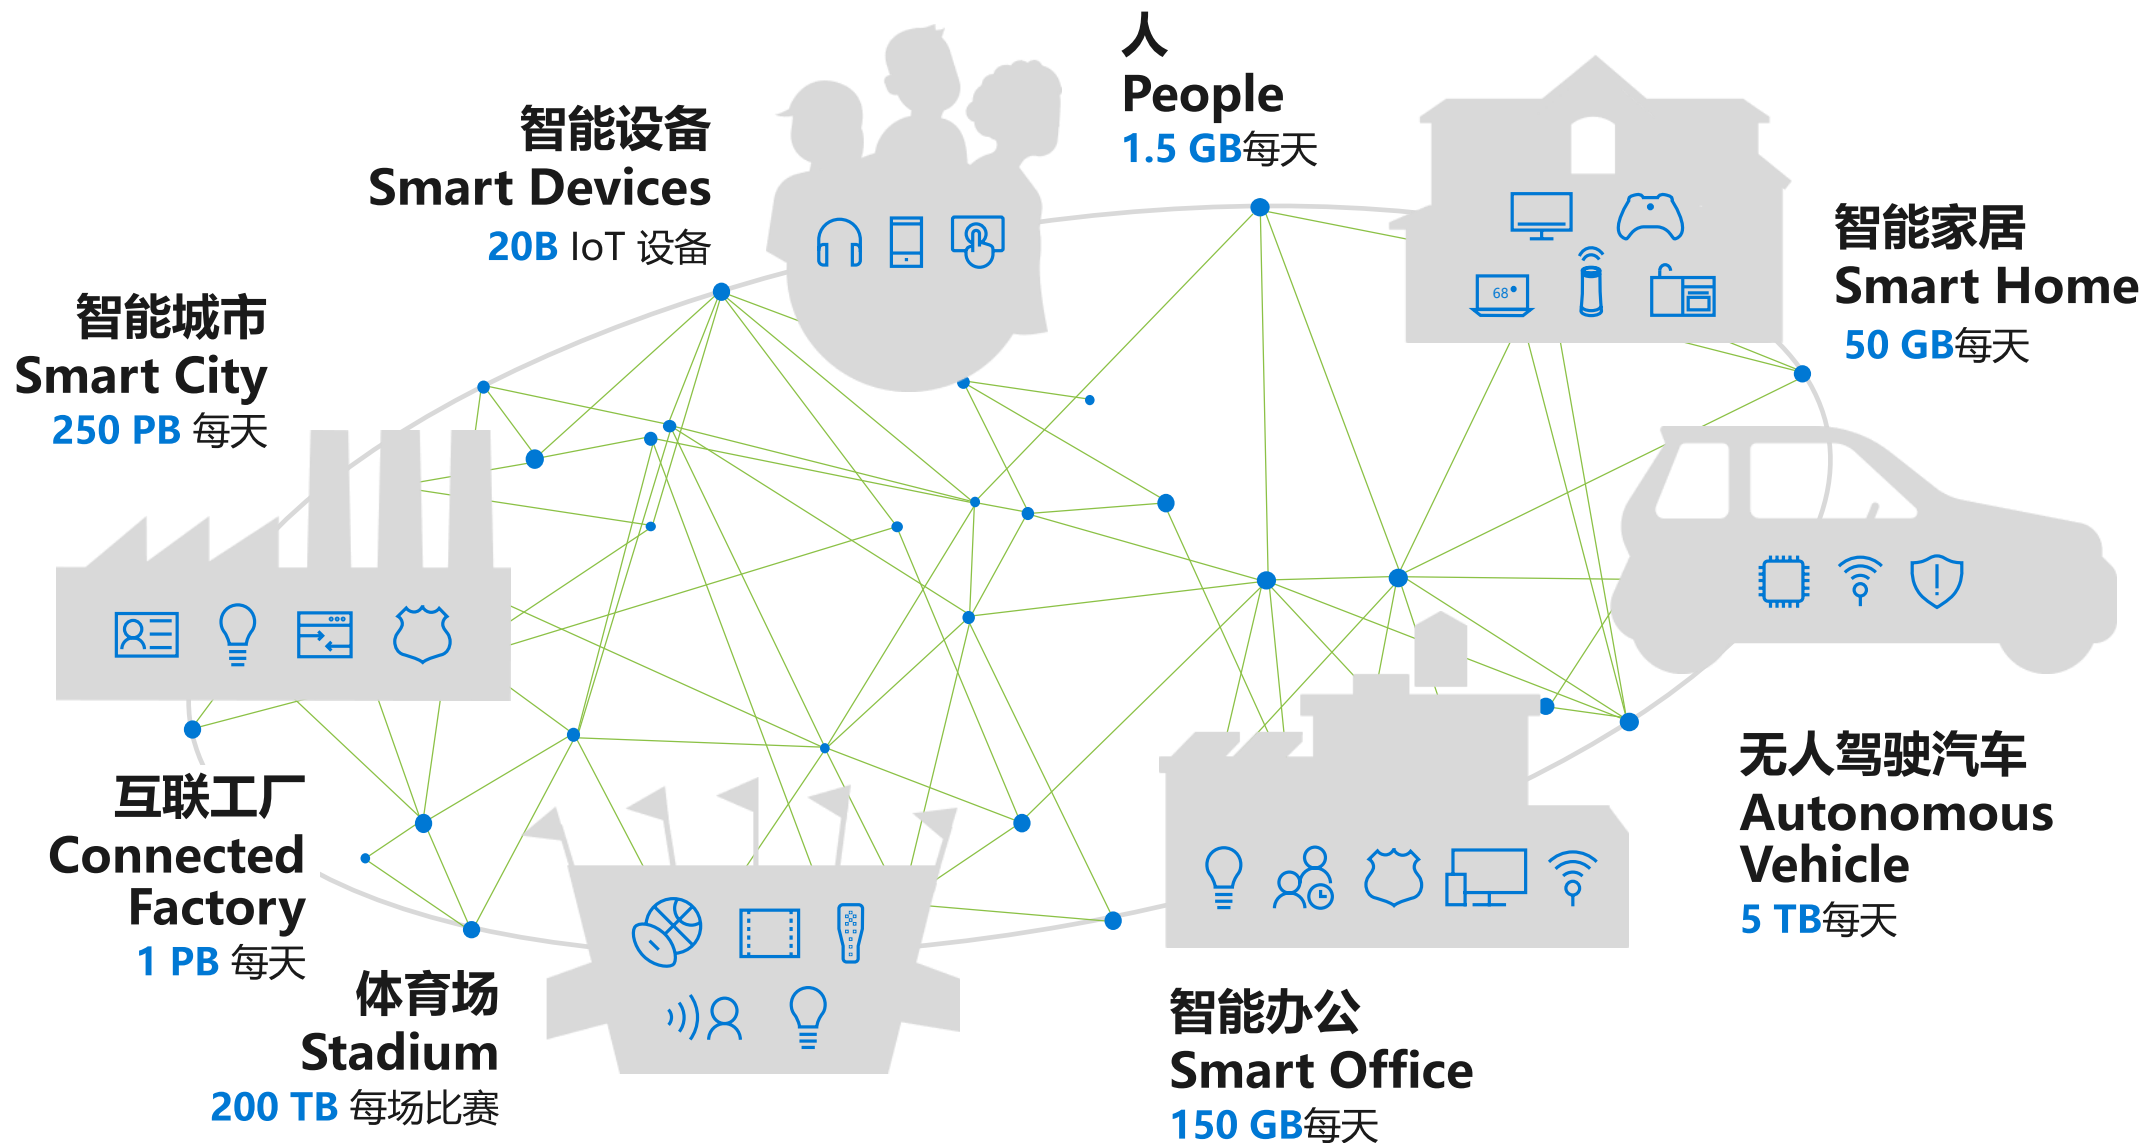 人
People
1.5 GB每天
智能设备
Smart Devices
20B IoT 设备
智能家居
Smart Home
50 GB每天
68
智能城市
Smart City
250 PB 每天
无人驾驶汽车
Autonomous
Vehicle
5 TB每天
互联工厂
Connected
Factory
1 PB 每天
体育场
Stadium
200 TB 每场比赛
智能办公
Smart Office
150 GB每天